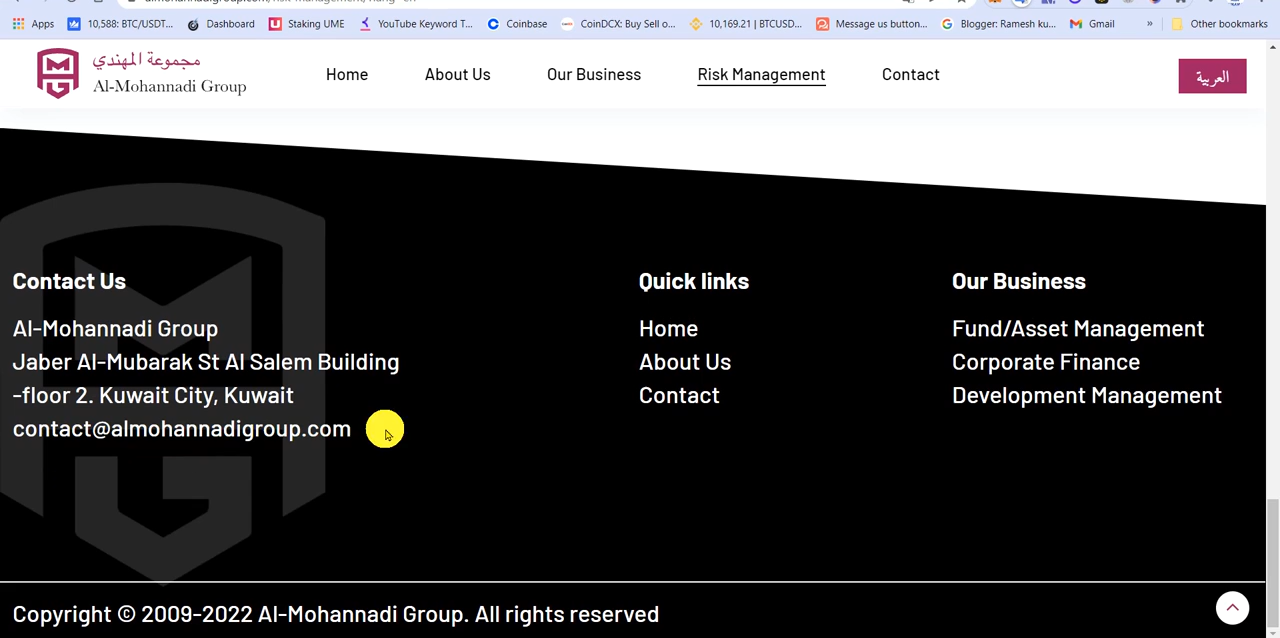 Apps
10,588: BTC/USDT...
Dashboard
Staking UME
YouTube Keyword T...
Coinbase
CoinDCX: Buy Sell o...
10,169.21 | BTCUSD...
Message us button...
Blogger: Ramesh ku...
Gmail
»
Other bookmarks
مجموعة المهندي
Al-Mohannadi Group
Home
About Us
Our Business
Risk Management
Contact
العربية
Contact Us
Al-Mohannadi Group
Jaber Al-Mubarak St Al Salem Building
-floor 2. Kuwait City, Kuwait
contact@almohannadigroup.com
Quick links
Home
About Us
Contact
Our Business
Fund/Asset Management
Corporate Finance
Development Management
Copyright © 2009-2022 Al-Mohannadi Group. All rights reserved